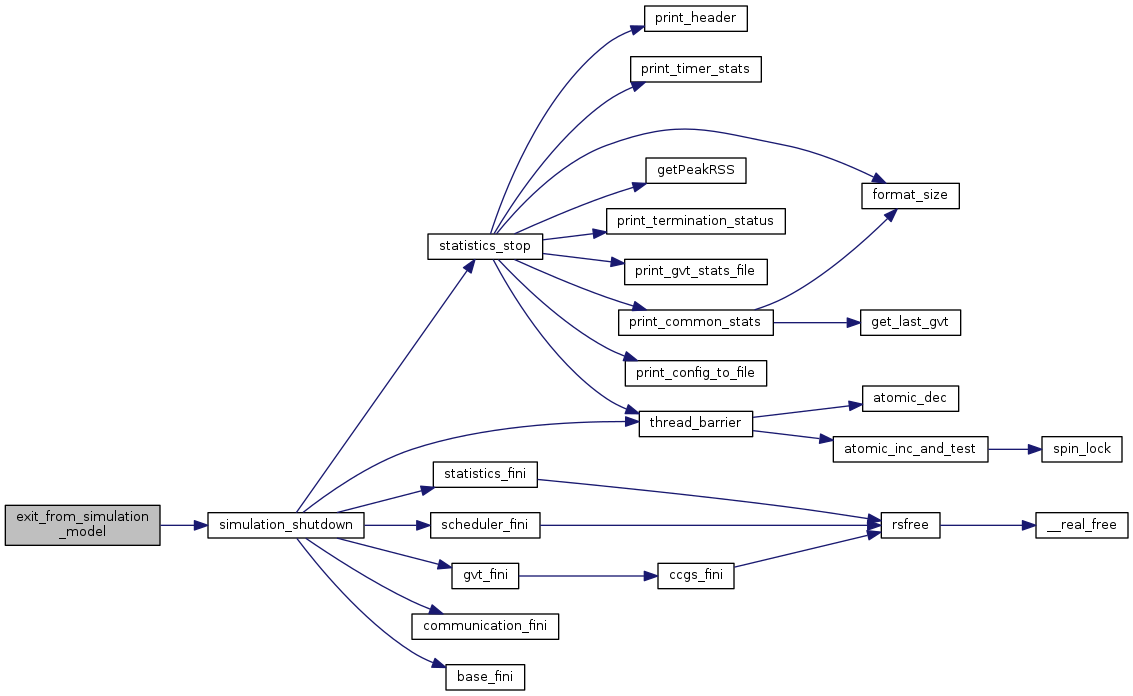 print_header
print_timer_stats
getPeakRSS
format_size
print_termination_status
statistics_stop
print_gvt_stats_file
print_common_stats
get_last_gvt
print_config_to_file
atomic_dec
thread_barrier
atomic_inc_and_test
spin_lock
statistics_fini
exit_from_simulation
_model
simulation_shutdown
scheduler_fini
rsfree
__real_free
gvt_fini
ccgs_fini
communication_fini
base_fini